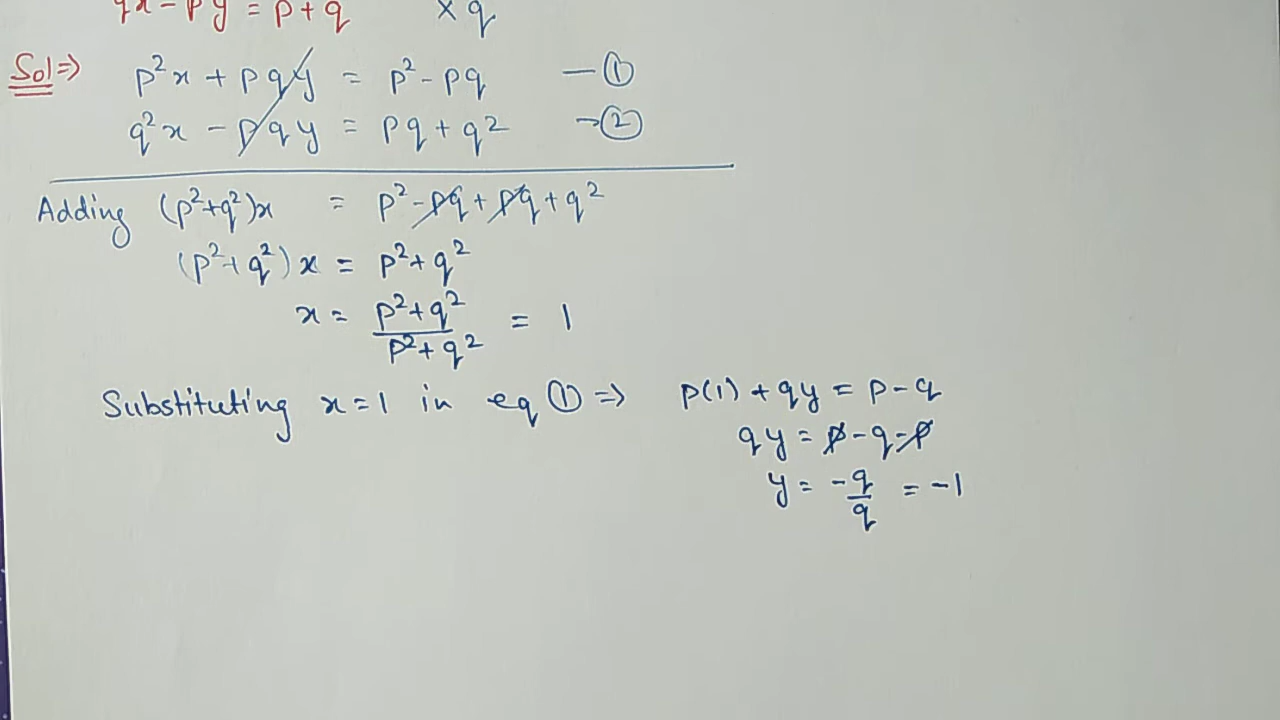 qx - py = p + q × q
Sol ⇒ p²x + pqy = p² - pq — ①
q²x - pqy = pq + q² — ②
Adding (p²+q²)x = p² - pq + pq + q²
(p²+q²)x = p² + q²
x = p²+q² / p²+q² = 1
Substituting x=1 in eq ① ⇒ p(1) + qy = p - q
qy = p - q - p
y = -q/q = -1